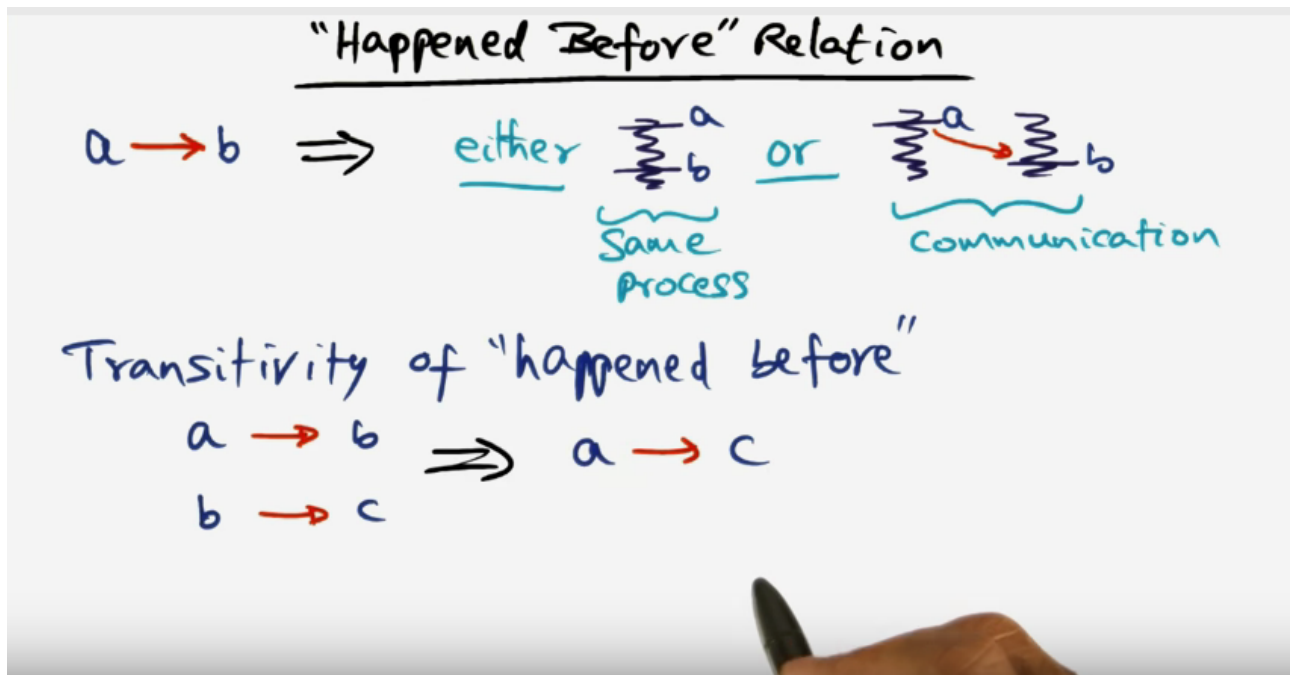 "Happened Before" Relation
a → b ⇒ either a b or a b
Same process
communication
Transitivity of "happened before"
a → b
b → c
⇒ a → c